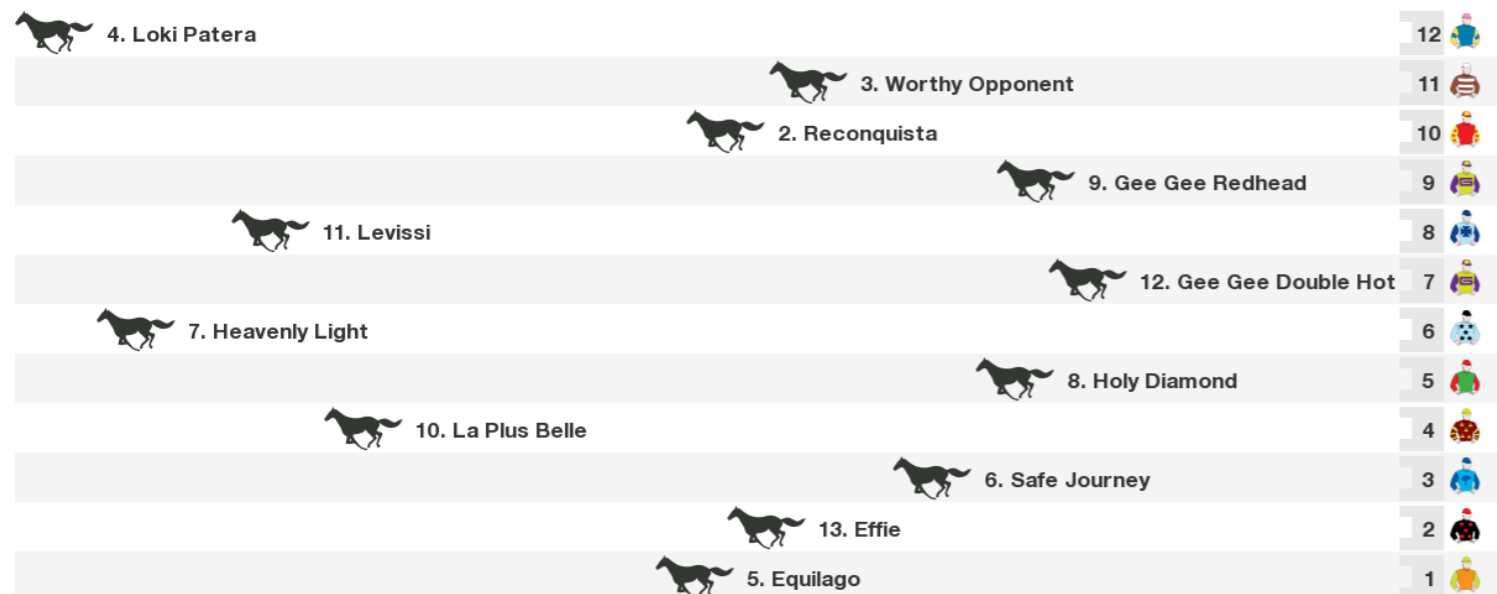 4. Loki Patera 12
3. Worthy Opponent 11
2. Reconquista 10
9. Gee Gee Redhead 9
11. Levissi 8
12. Gee Gee Double Hot 7
7. Heavenly Light 6
8. Holy Diamond 5
10. La Plus Belle 4
6. Safe Journey 3
13. Effie 2
5. Equilago 1